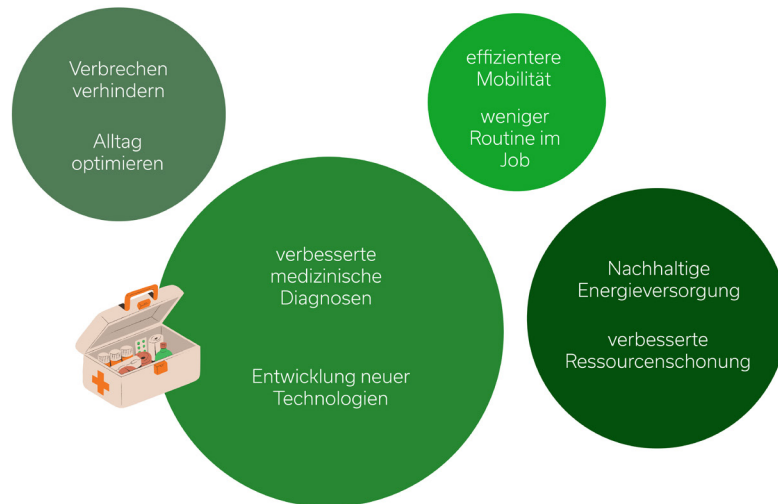 Verbrechen
verhindern
Alltag
optimieren
effizientere
Mobilität
weniger
Routine im
Job
verbesserte
medizinische
Diagnosen
Entwicklung neuer
Technologien
Nachhaltige
Energieversorgung
verbesserte
Ressourcenschonung